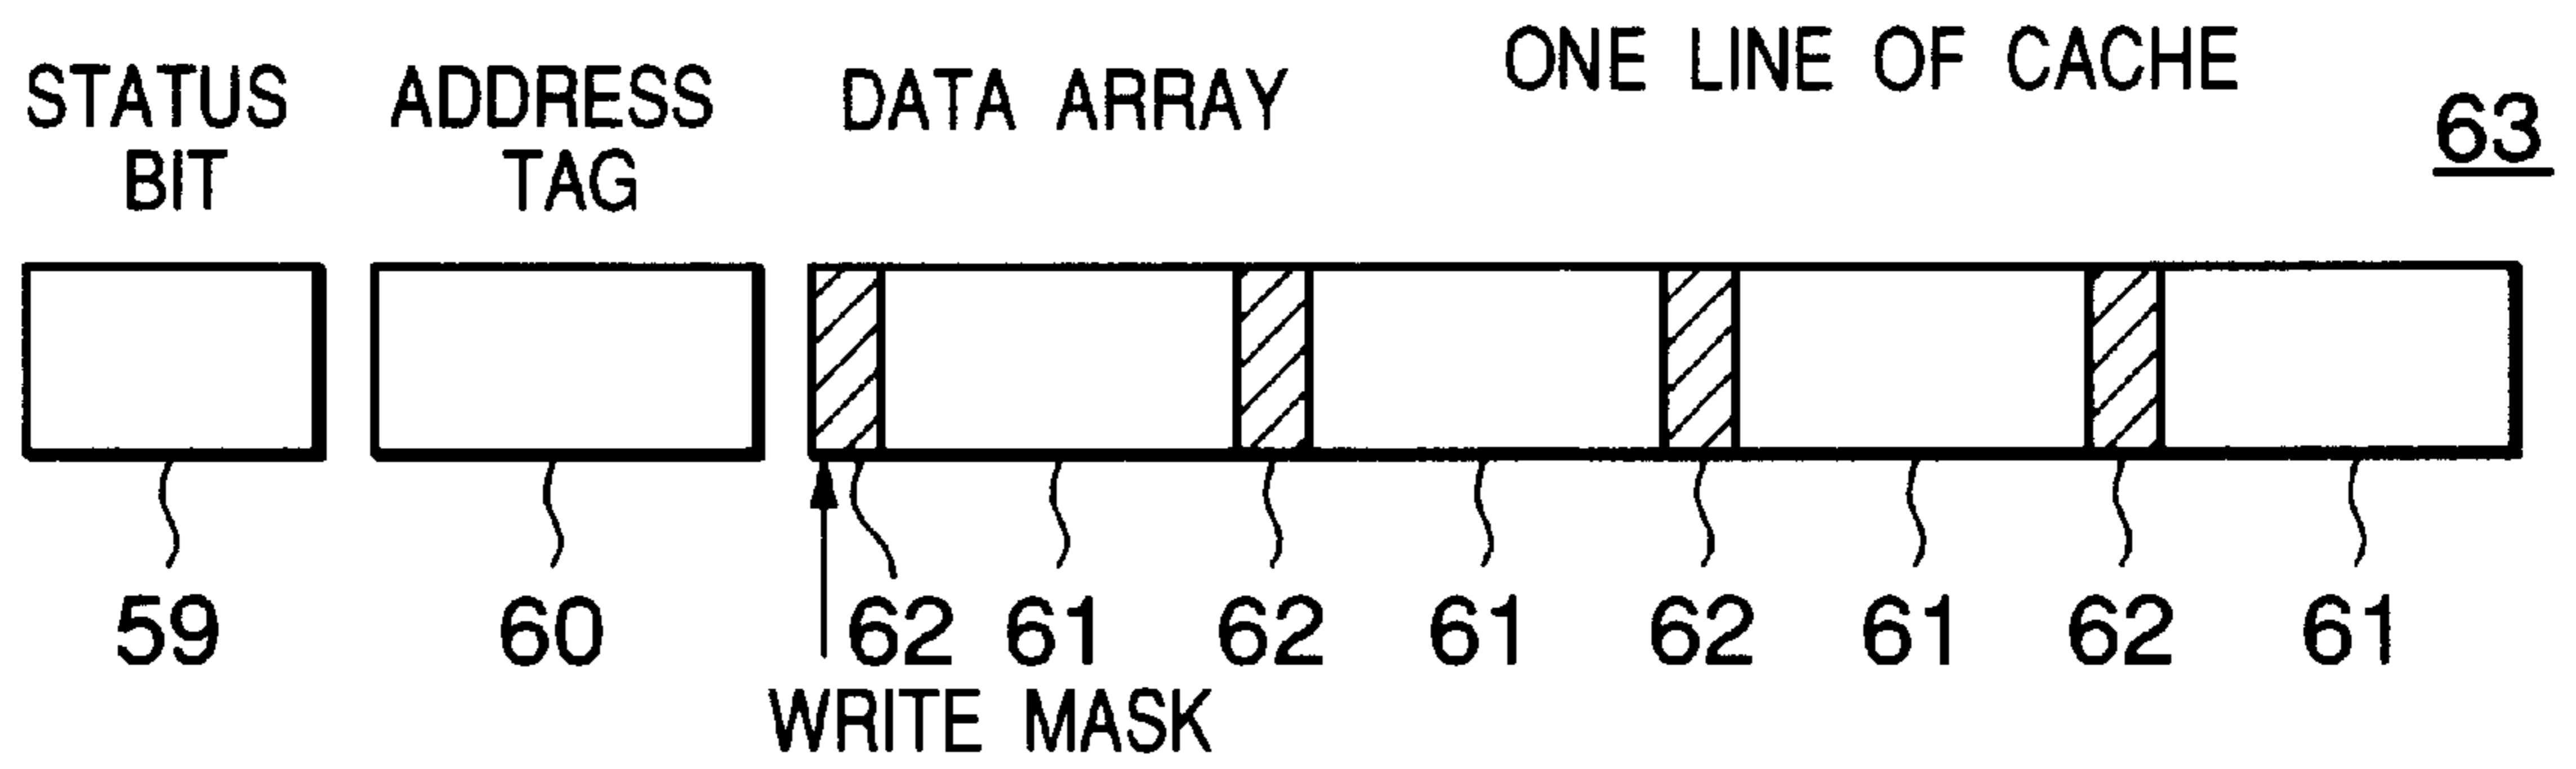 ONE LINE OF CACHE
STATUS BIT
ADDRESS TAG
DATA ARRAY
63
59
60
62
61
62
61
62
61
62
61
WRITE MASK